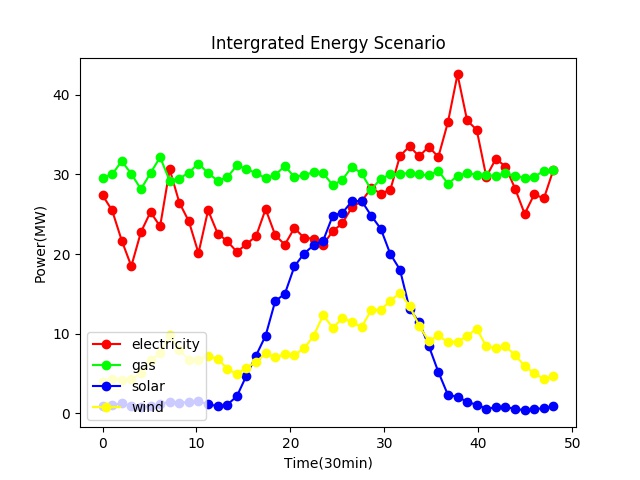 Intergrated Energy Scenario
Power(MW)
40
30
20
10
0
electricity
gas
solar
wind
0 10 20 30 40 50
Time(30min)